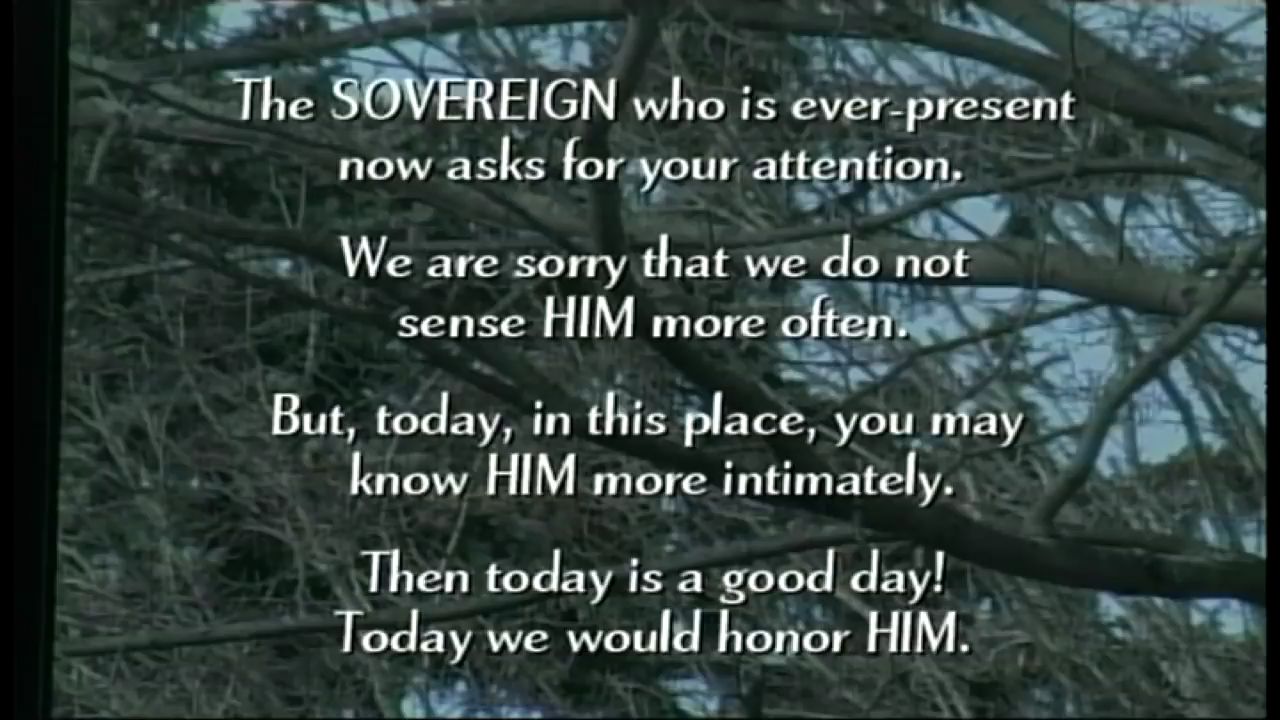 The SOVEREIGN who is ever-present
now asks for your attention.
We are sorry that we do not
sense HIM more often.
But, today, in this place, you may
know HIM more intimately.
Then today is a good day!
Today we would honor HIM.